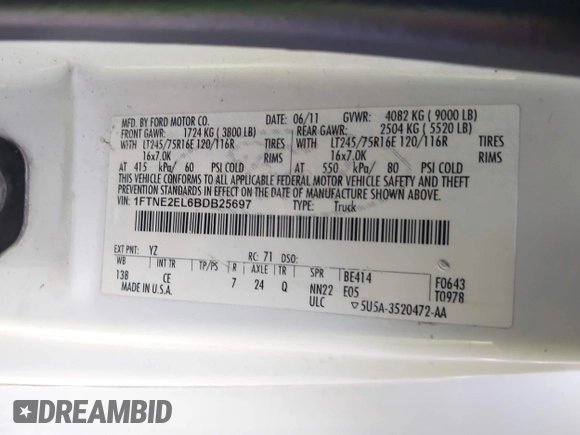 MFD. BY FORD MOTOR CO. 06/11 GVWR: 4082 KG ( 9000 LB)
FRONT GAWR: 1724 KG ( 3800 LB) REAR GAWR: 2504 KG ( 5520 LB)
WITH LT245/75R16E 120/116R TIRES WITH LT245/75R16E 120/116R TIRES
16x7.0K RIMS 16x7.0K RIMS
AT 415 kPa/ 60 PSI COLD AT 550 kPa/ 80 PSI COLD
THIS VEHICLE CONFORMS TO ALL APPLICABLE FEDERAL MOTOR VEHICLE SAFETY AND
THEFT PREVENTION STANDARDS IN EFFECT ON THE DATE OF MANUFACTURE SHOWN ABOVE.
VIN: 1FTNE2EL6BDB25697 TYPE: Truck
EXT PNT: YZ RC: 71 DSO:
WB INT TR TP/PS R AXLE TR SPR BE414 F0643
138 CE 7 24 Q NN22 E05 T0978
MADE IN U.S.A. ULC ▽5U5A-3520472-AA
DREAMBID